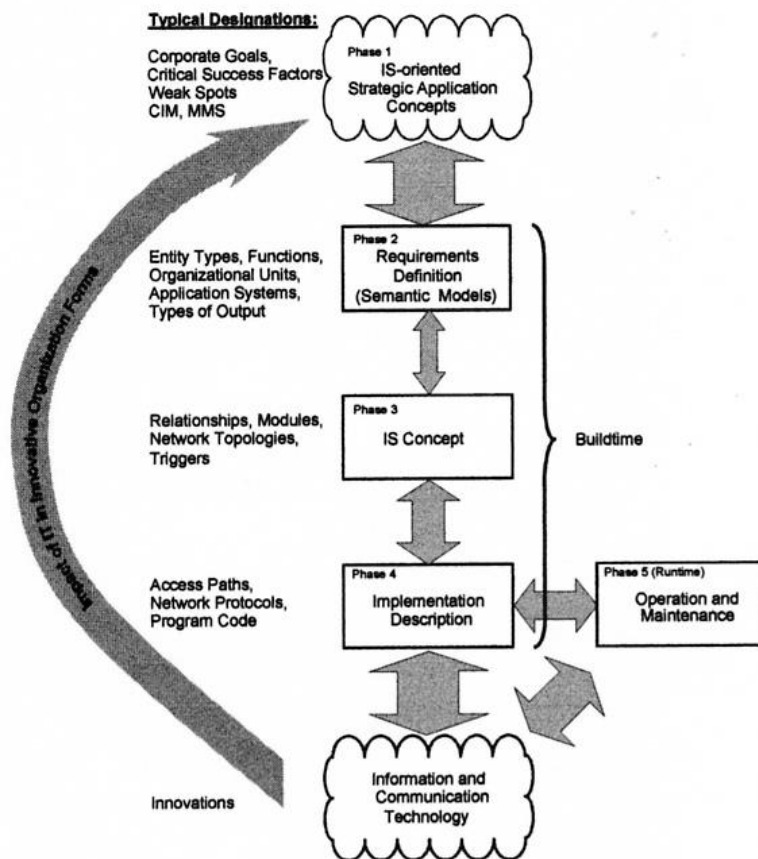 Typical Designations:
Corporate Goals,
Critical Success Factors
Weak Spots
CIM, MMS
Phase 1
IS-oriented
Strategic Application
Concepts
Entity Types, Functions,
Organizational Units,
Application Systems,
Types of Output
Phase 2
Requirements
Definition
(Semantic Models)
Impact of IT in Innovative Organization Forms
Relationships, Modules,
Network Topologies,
Triggers
Phase 3
IS Concept
Buildtime
Access Paths,
Network Protocols,
Program Code
Phase 4
Implementation
Description
Phase 5 (Runtime)
Operation and
Maintenance
Innovations
Information and
Communication
Technology